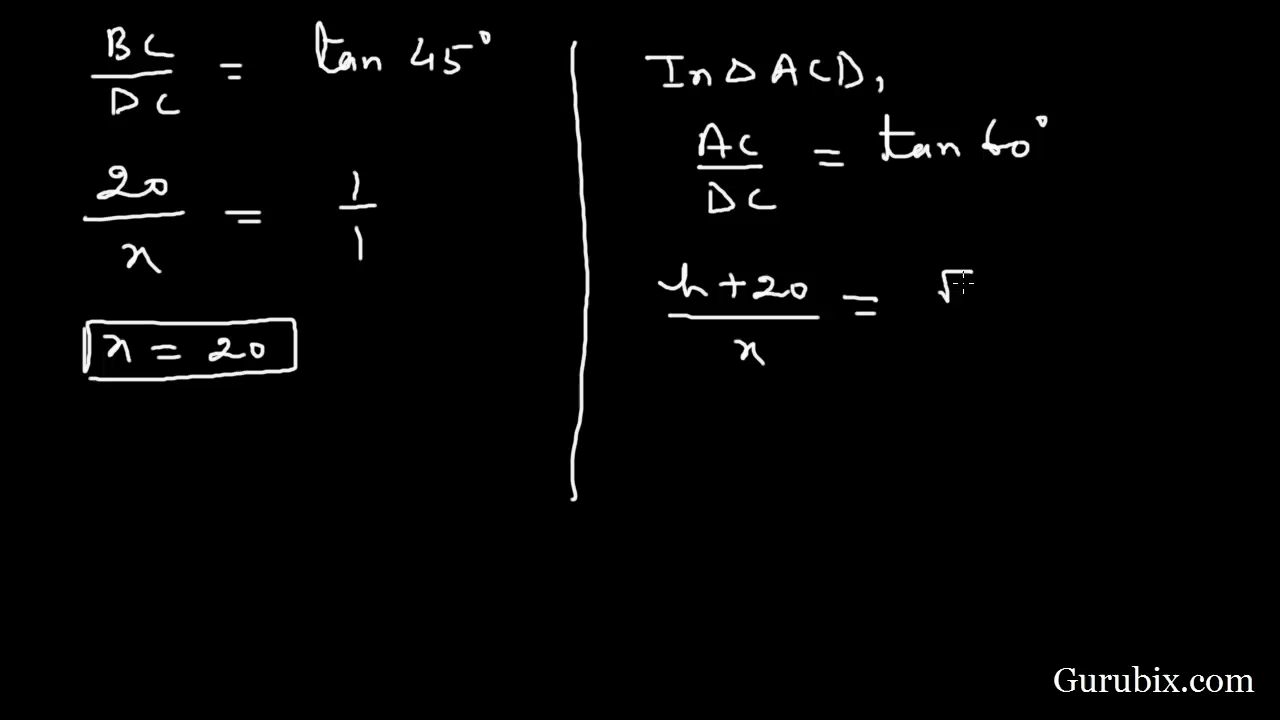 BC/DC = tan 45°
20/x = 1/1
x = 20
In △ ACD,
AC/DC = tan 60°
h + 20/x = √
Gurubix.com